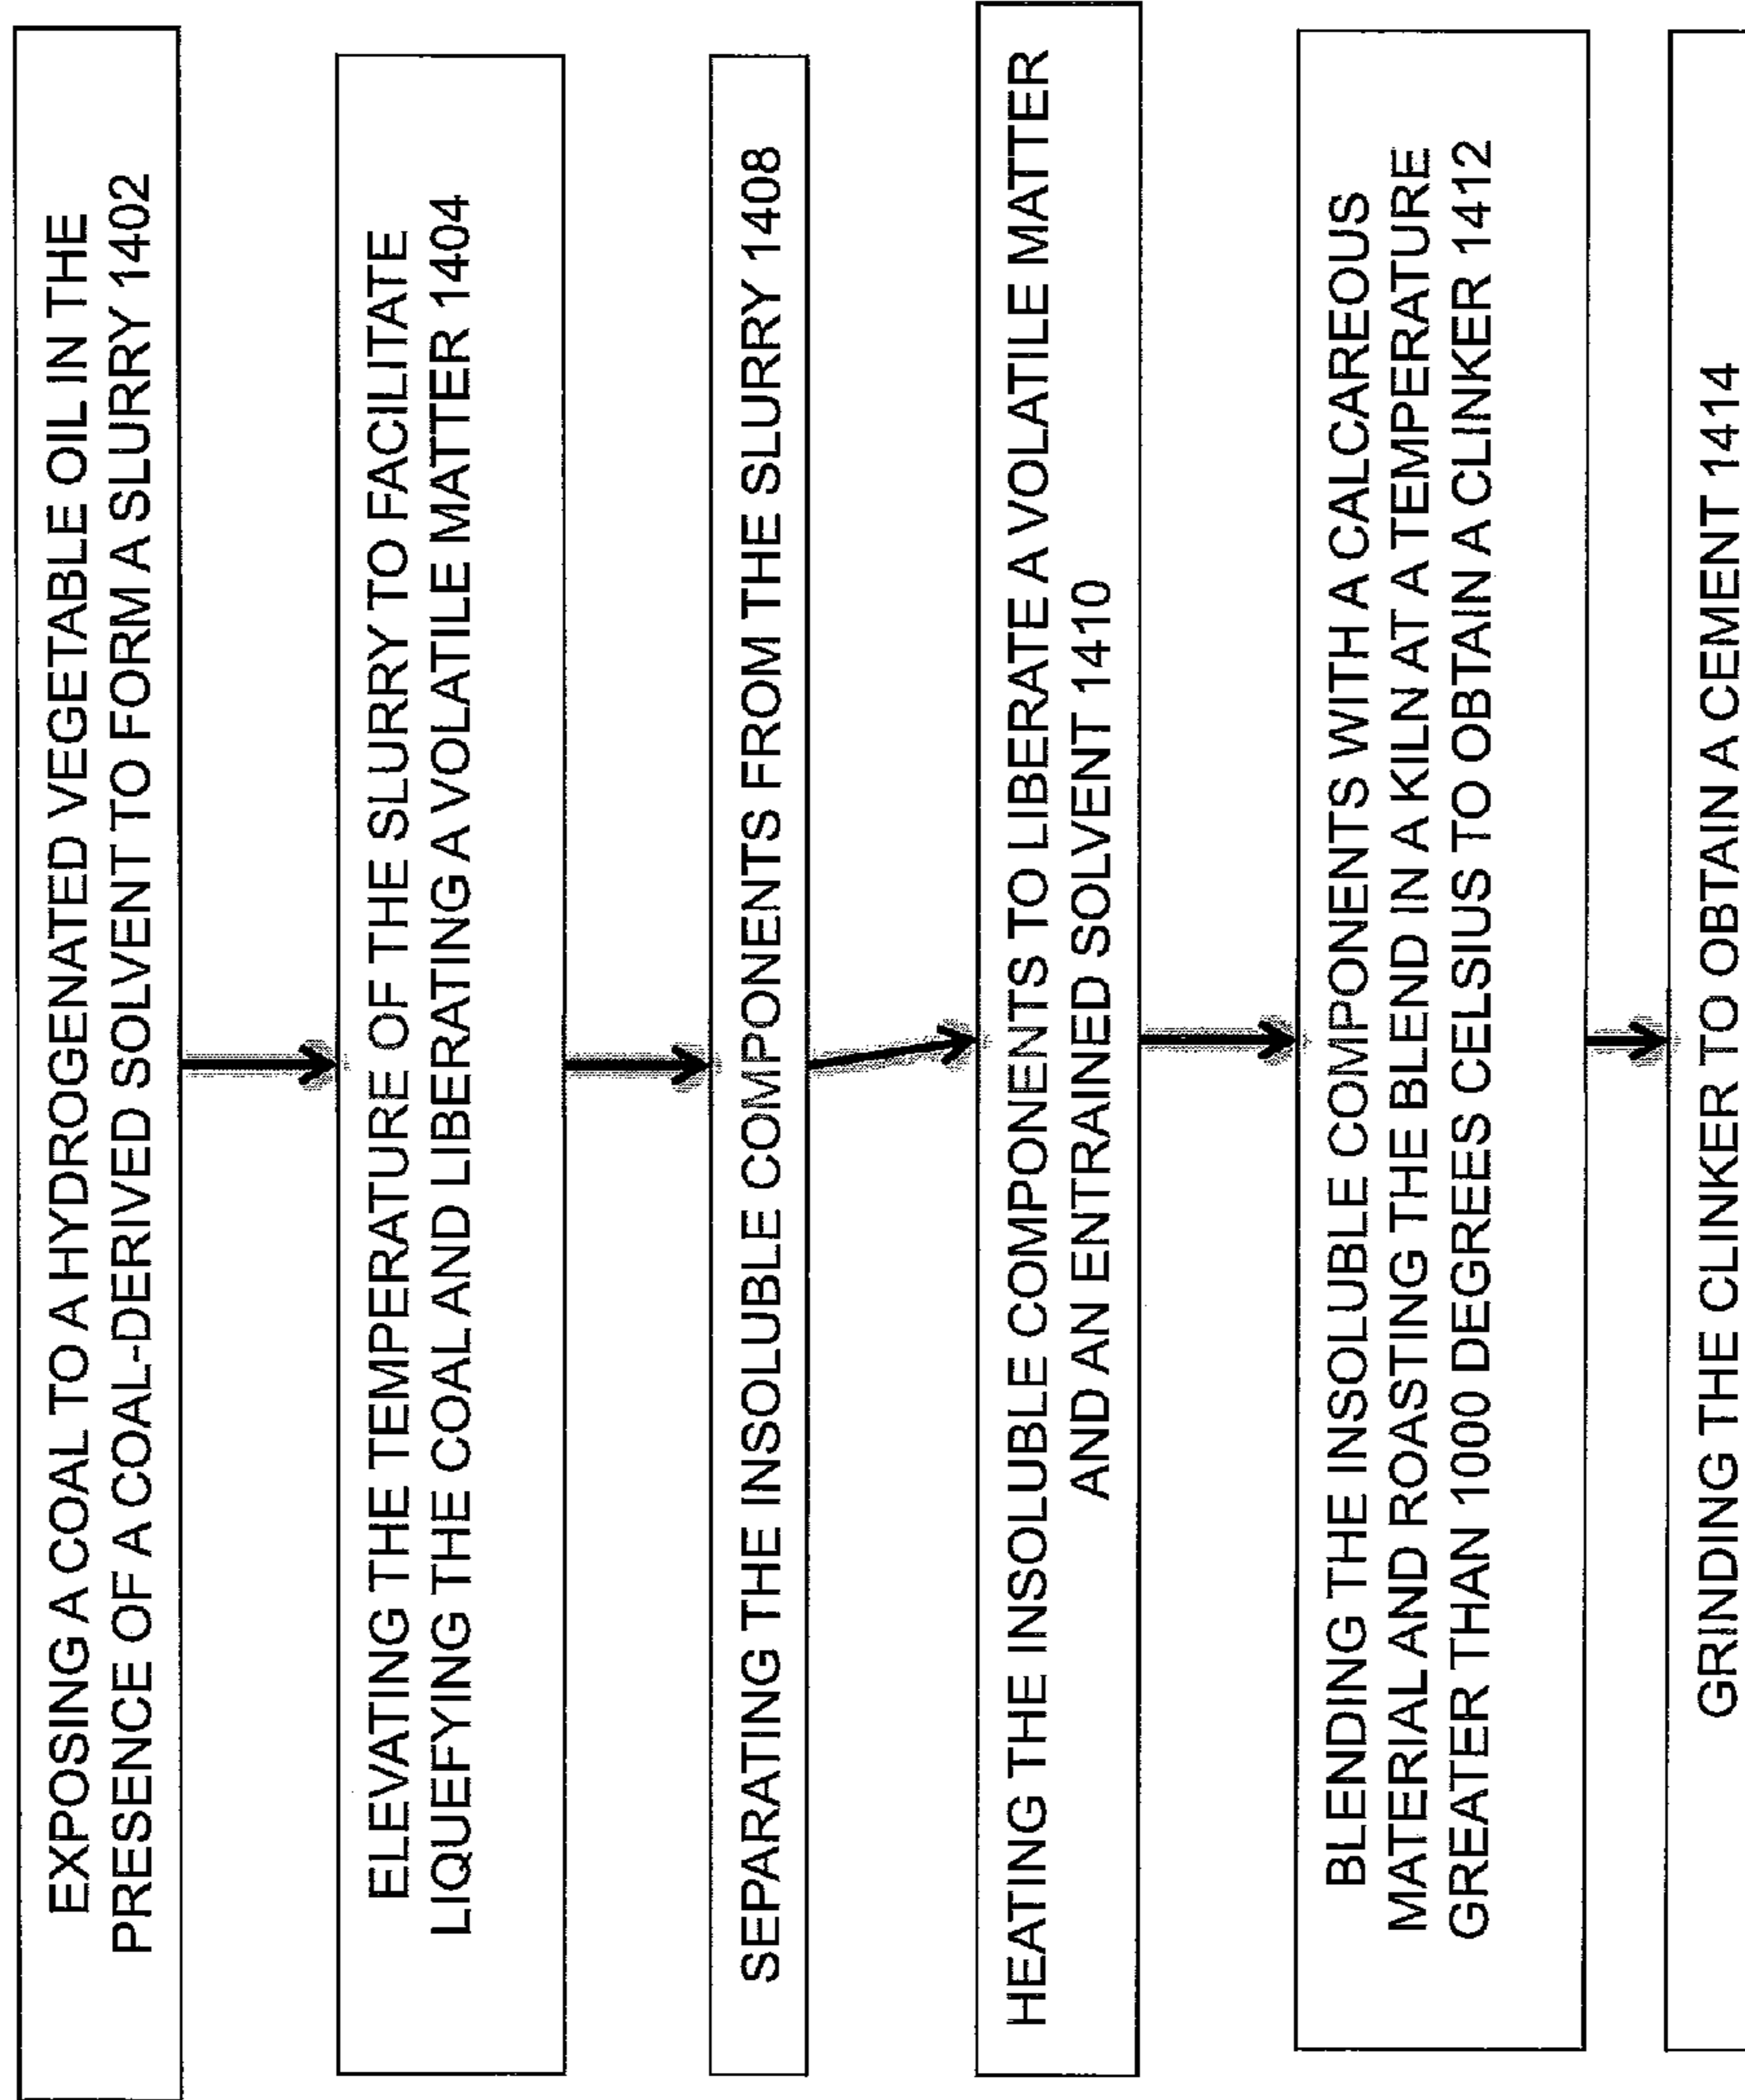 EXPOSING A COAL TO A HYDROGENATED VEGETABLE OIL IN THE
PRESENCE OF A COAL-DERIVED SOLVENT TO FORM A SLURRY 1402
ELEVATING THE TEMPERATURE OF THE SLURRY TO FACILITATE
LIQUEFYING THE COAL AND LIBERATING A VOLATILE MATTER 1404
SEPARATING THE INSOLUBLE COMPONENTS FROM THE SLURRY 1408
HEATING THE INSOLUBLE COMPONENTS TO LIBERATE A VOLATILE MATTER
AND AN ENTRAINED SOLVENT 1410
BLENDING THE INSOLUBLE COMPONENTS WITH A CALCAREOUS
MATERIAL AND ROASTING THE BLEND IN A KILN AT A TEMPERATURE
GREATER THAN 1000 DEGREES CELSIUS TO OBTAIN A CLINKER 1412
GRINDING THE CLINKER TO OBTAIN A CEMENT 1414